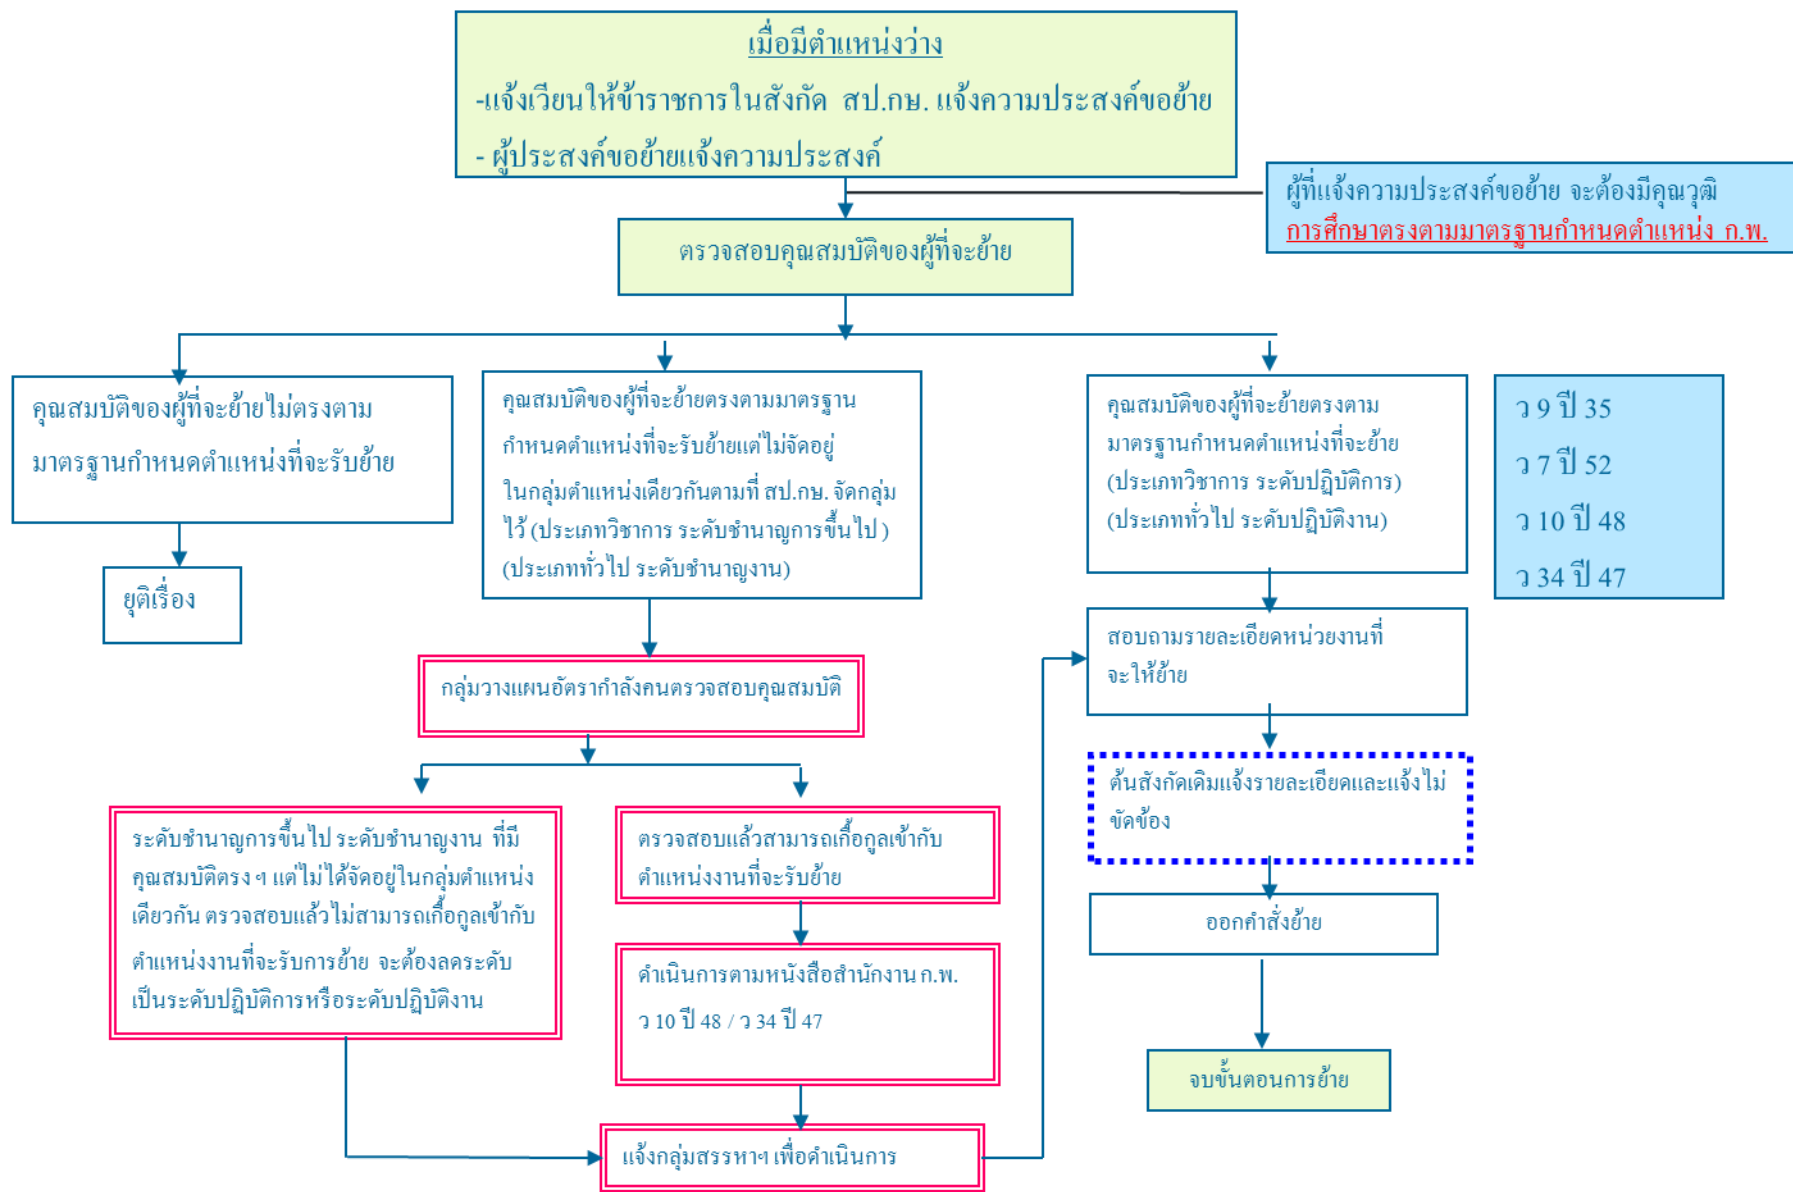 เมื่อมีตำแหน่งว่าง
-แจ้งเวียนให้ข้าราชการในสังกัด สป.กษ. แจ้งความประสงค์ขอย้าย
- ผู้ประสงค์ขอย้ายแจ้งความประสงค์
ผู้ที่แจ้งความประสงค์ขอย้าย จะต้องมีคุณวุฒิ
การศึกษาตรงตามมาตรฐานกำหนดตำแหน่ง ก.พ.
ตรวจสอบคุณสมบัติของผู้ที่จะย้าย
คุณสมบัติของผู้ที่จะย้ายไม่ตรงตาม
มาตรฐานกำหนดตำแหน่งที่จะรับย้าย
ยุติเรื่อง
คุณสมบัติของผู้ที่จะย้ายตรงตามมาตรฐาน
กำหนดตำแหน่งที่จะรับย้ายแต่ไม่จัดอยู่
ในกลุ่มตำแหน่งเดียวกันตามที่ สป.กษ. จัดกลุ่ม
ไว้ (ประเภทวิชาการ ระดับชำนาญการขึ้นไป )
(ประเภททั่วไป ระดับชำนาญงาน)
คุณสมบัติของผู้ที่จะย้ายตรงตาม
มาตรฐานกำหนดตำแหน่งที่จะย้าย
(ประเภทวิชาการ ระดับปฏิบัติการ)
(ประเภททั่วไป ระดับปฏิบัติงาน)
ว 9 ปี 35
ว 7 ปี 52
ว 10 ปี 48
ว 34 ปี 47
กลุ่มวางแผนอัตรากำลังคนตรวจสอบคุณสมบัติ
สอบถามรายละเอียดหน่วยงานที่
จะให้ย้าย
ระดับชำนาญการขึ้นไป ระดับชำนาญงาน ที่มี
คุณสมบัติตรง ฯ แต่ไม่ได้จัดอยู่ในกลุ่มตำแหน่ง
เดียวกัน ตรวจสอบแล้วไม่สามารถเกื้อกูลเข้ากับ
ตำแหน่งงานที่จะรับการย้าย จะต้องลดระดับ
เป็นระดับปฏิบัติการหรือระดับปฏิบัติงาน
ตรวจสอบแล้วสามารถเกื้อกูลเข้ากับ
ตำแหน่งงานที่จะรับย้าย
ดำเนินการตามหนังสือสำนักงาน ก.พ.
ว 10 ปี 48 / ว 34 ปี 47
แจ้งกลุ่มสรรหาฯ เพื่อดำเนินการ
ต้นสังกัดเดิมแจ้งรายละเอียดและแจ้งไม่
ขัดข้อง
ออกคำสั่งย้าย
จบขั้นตอนการย้าย